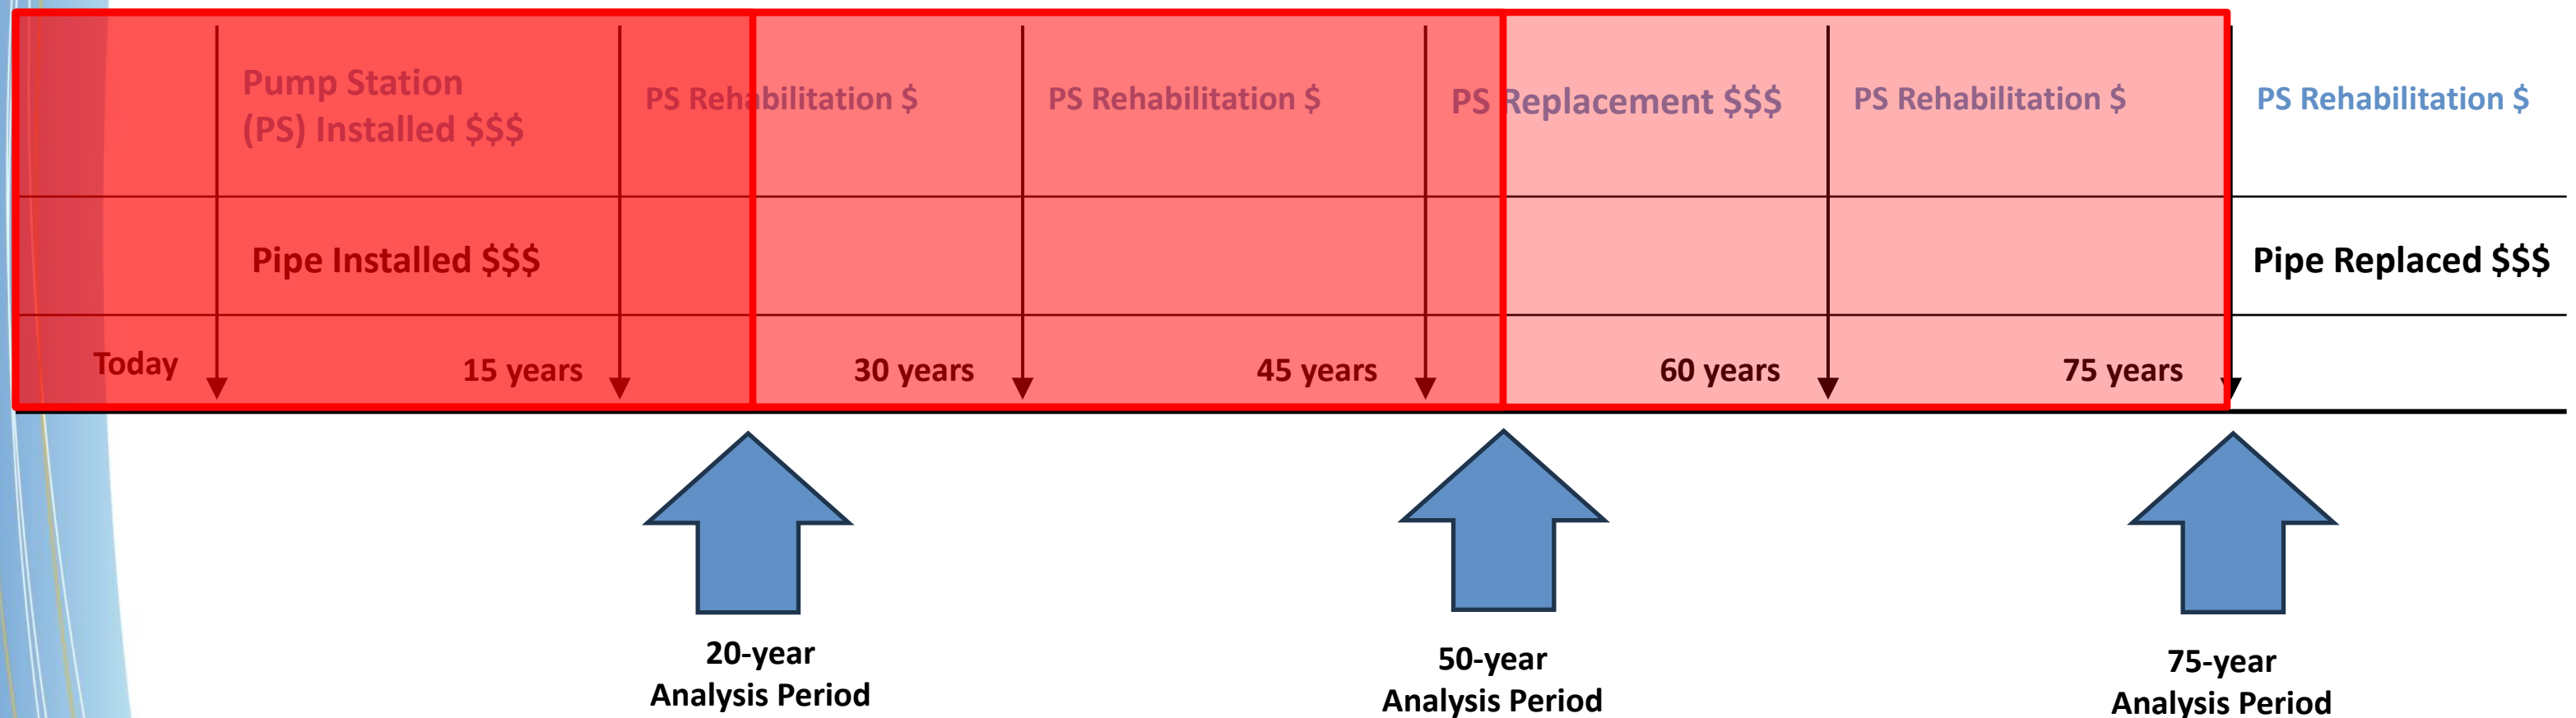 Pump Station
(PS) Installed $$$
PS Rehabilitation $
PS Rehabilitation $
PS Replacement $$$
PS Rehabilitation $
PS Rehabilitation $
Pipe Installed $$$
Pipe Replaced $$$
Today
15 years
30 years
45 years
60 years
75 years
20-year
Analysis Period
50-year
Analysis Period
75-year
Analysis Period